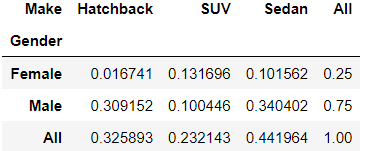 Make Hatchback SUV Sedan All
Gender
Female 0.016741 0.131696 0.101562 0.25
Male 0.309152 0.100446 0.340402 0.75
All 0.325893 0.232143 0.441964 1.00